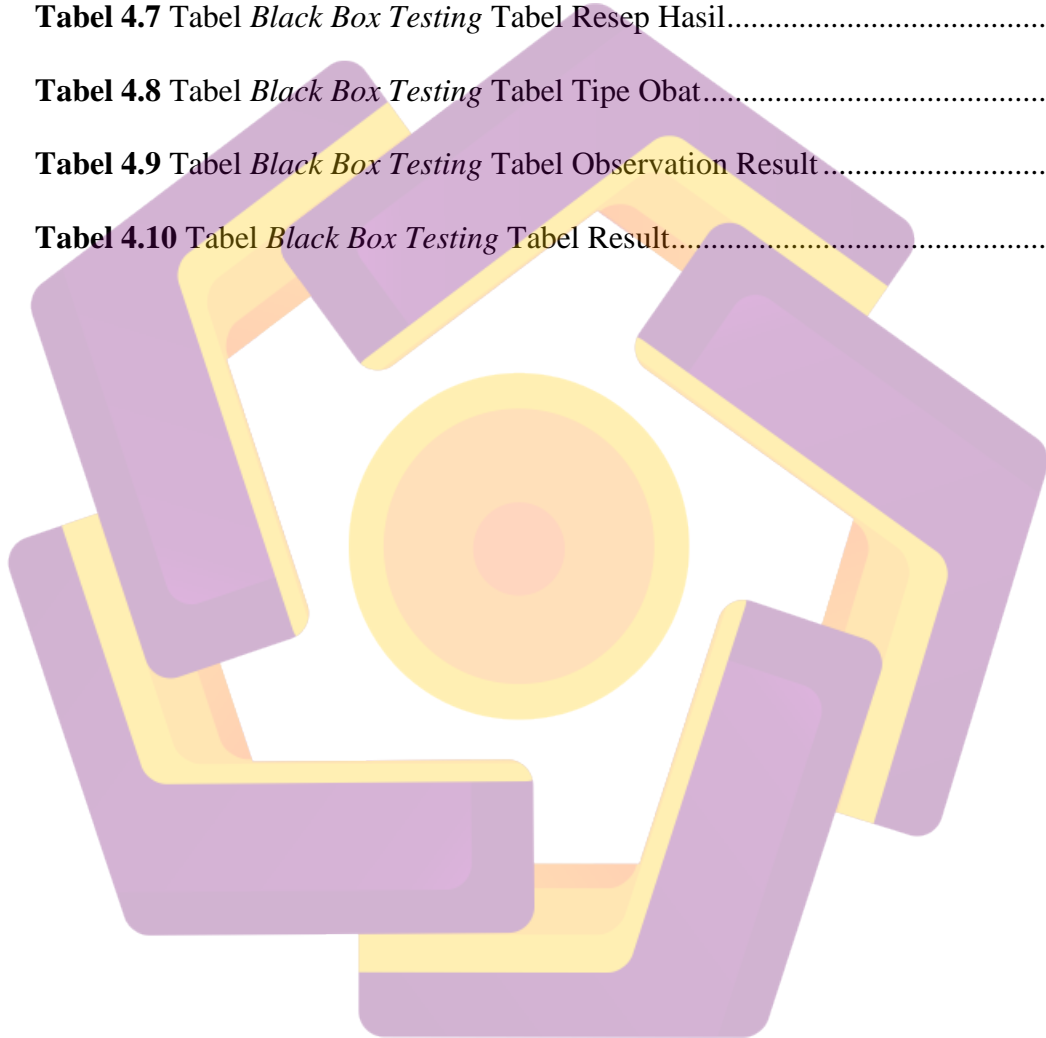 Tabel 4.7 Tabel Black Box Testing Tabel Resep Hasil..........................................
Tabel 4.8 Tabel Black Box Testing Tabel Tipe Obat.............................................
Tabel 4.9 Tabel Black Box Testing Tabel Observation Result.............................
Tabel 4.10 Tabel Black Box Testing Tabel Result.................................................